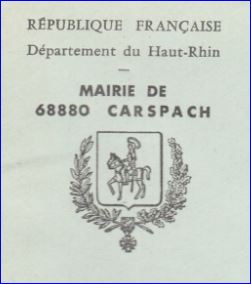 RÉPUBLIQUE FRANÇAISE
Département du Haut-Rhin
—
MAIRIE DE
68880 CARSPACH